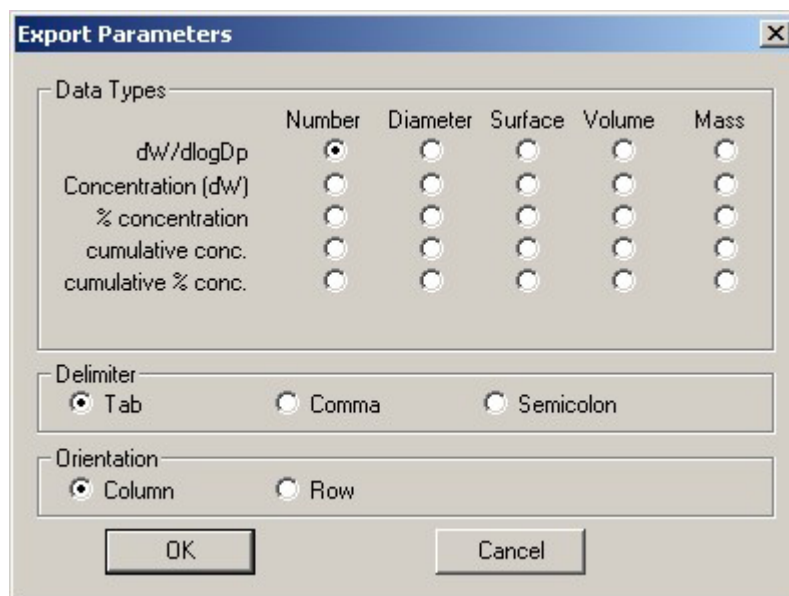 Export Parameters
Data Types
Number Diameter Surface Volume Mass
dW/dlogDp
Concentration (dW)
% concentration
cumulative conc.
cumulative % conc.
Delimiter
Tab Comma Semicolon
Orientation
Column Row
OK Cancel